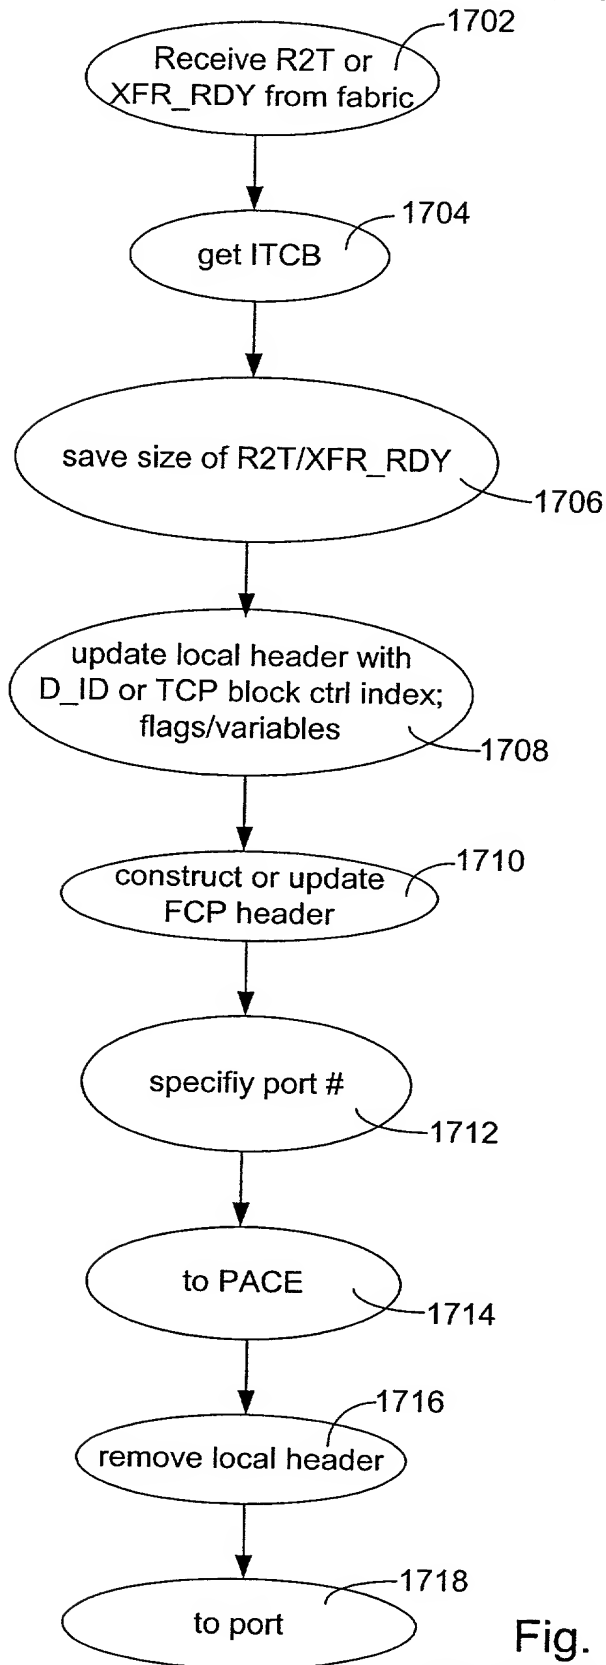 1702
Receive R2T or
XFR_RDY from fabric
1704
get ITCB
save size of R2T/XFR_RDY
1706
update local header with
D_ID or TCP block ctrl index;
flags/variables
1708
1710
construct or update
FCP header
specifiy port #
1712
to PACE
1714
1716
remove local header
1718
to port
Fig.